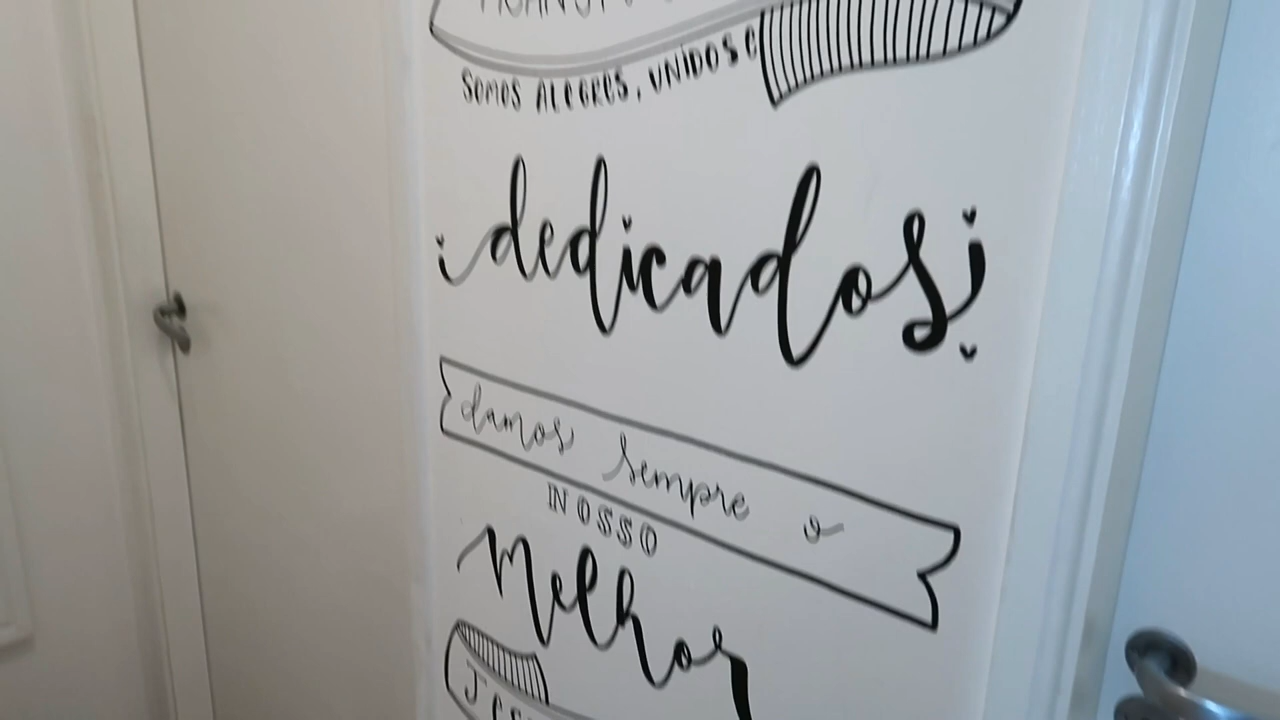 SOMOS ALEGRES, UNIDOS E
dedicados
damos sempre o
NOSSO
Melhor